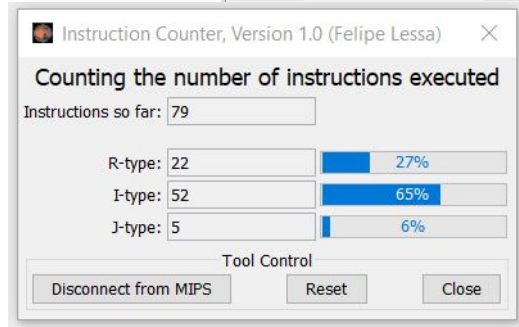 Instruction Counter, Version 1.0 (Felipe Lessa)
Counting the number of instructions executed
Instructions so far: 79
R-type: 22 27%
I-type: 52 65%
J-type: 5 6%
Tool Control
Disconnect from MIPS Reset Close